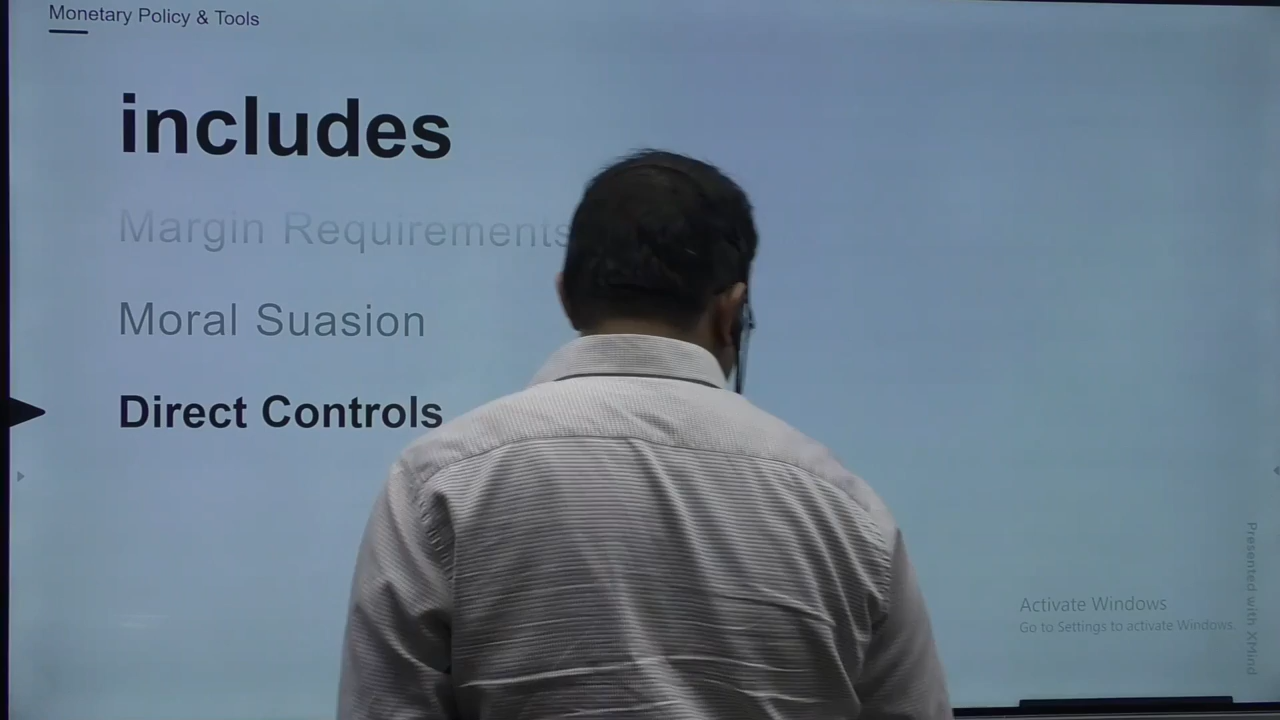 Monetary Policy & Tools
includes
Margin Requirements
Moral Suasion
Direct Controls
Activate Windows
Go to Settings to activate Windows.
Presented with XMind